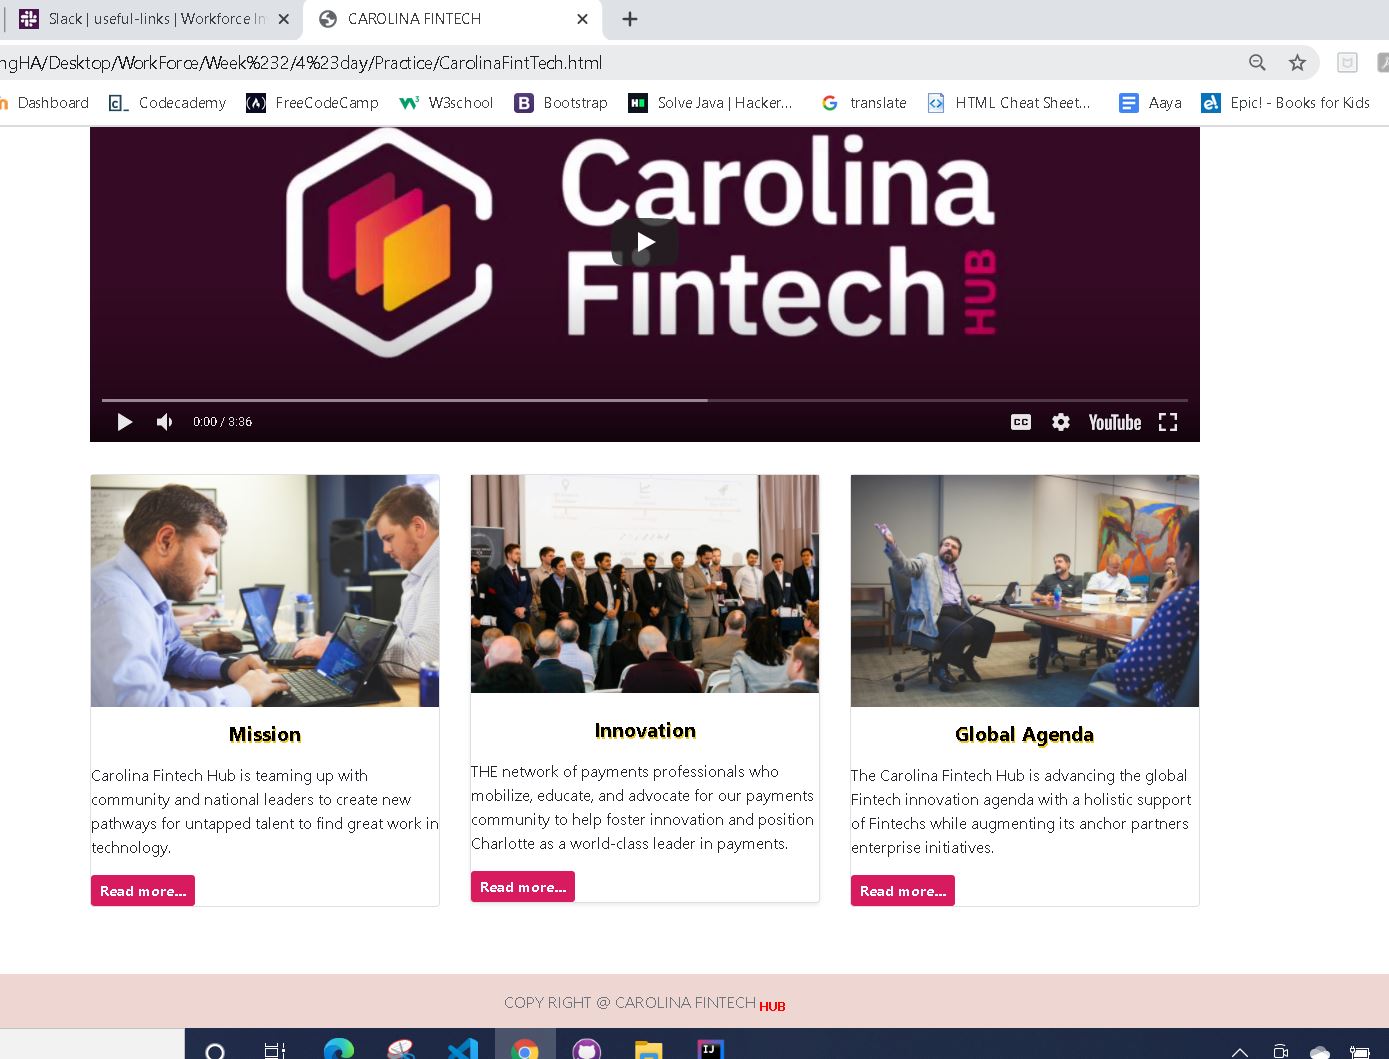 Slack | useful-links | Workforce In
CAROLINA FINTECH
ngHA/Desktop/WorkForce/Week%232/4%23day/Practice/CarolinaFintTech.html
Dashboard Codecademy FreeCodeCamp W3school Bootstrap Solve Java | Hacker... translate HTML Cheat Sheet... Aaya Epic! - Books for Kids
Carolina
Fintech
HUB
0:00 / 3:36
CC YouTube
Mission
Carolina Fintech Hub is teaming up with
community and national leaders to create new
pathways for untapped talent to find great work in
technology.
Read more...
Innovation
THE network of payments professionals who
mobilize, educate, and advocate for our payments
community to help foster innovation and position
Charlotte as a world-class leader in payments.
Read more...
Global Agenda
The Carolina Fintech Hub is advancing the global
Fintech innovation agenda with a holistic support
of Fintechs while augmenting its anchor partners
enterprise initiatives.
Read more...
COPY RIGHT @ CAROLINA FINTECH HUB